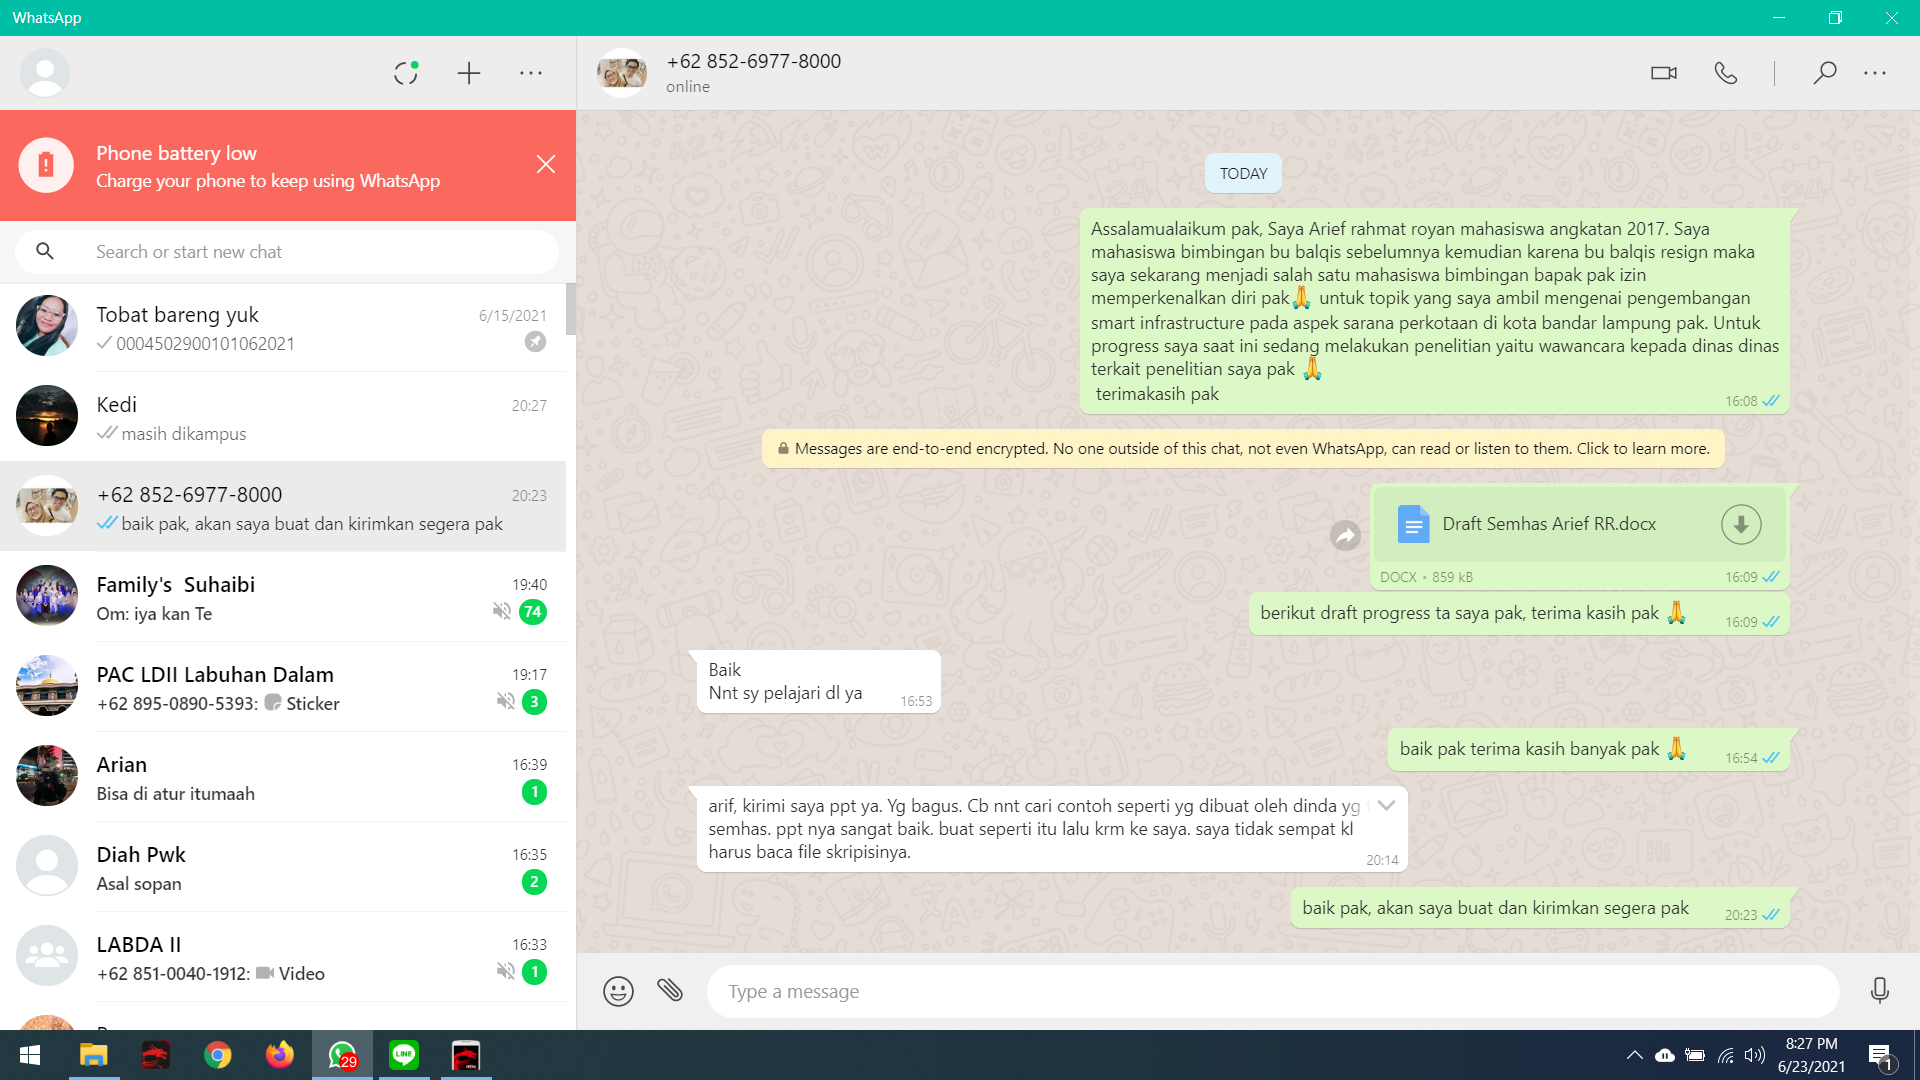 WhatsApp
Phone battery low
Charge your phone to keep using WhatsApp
Search or start new chat
Tobat bareng yuk
6/15/2021
0004502900101062021
Kedi
20:27
masih dikampus
+62 852-6977-8000
20:23
baik pak, akan saya buat dan kirimkan segera pak
Family's Suhaibi
19:40
Om: iya kan Te
74
PAC LDII Labuhan Dalam
19:17
+62 895-0890-5393: Sticker
3
Arian
16:39
Bisa di atur itumaah
1
Diah Pwk
16:35
Asal sopan
2
LABDA II
16:33
+62 851-0040-1912: Video
1
+62 852-6977-8000
online
TODAY
Assalamualaikum pak, Saya Arief rahmat royan mahasiswa angkatan 2017. Saya
mahasiswa bimbingan bu balqis sebelumnya kemudian karena bu balqis resign maka
saya sekarang menjadi salah satu mahasiswa bimbingan bapak pak izin
memperkenalkan diri pak🙏 untuk topik yang saya ambil mengenai pengembangan
smart infrastructure pada aspek sarana perkotaan di kota bandar lampung pak. Untuk
progress saya saat ini sedang melakukan penelitian yaitu wawancara kepada dinas dinas
terkait penelitian saya pak 🙏
terimakasih pak
16:08
Messages are end-to-end encrypted. No one outside of this chat, not even WhatsApp, can read or listen to them. Click to learn more.
Draft Semhas Arief RR.docx
DOCX • 859 kB
16:09
berikut draft progress ta saya pak, terima kasih pak 🙏
16:09
Baik
Nnt sy pelajari dl ya
16:53
baik pak terima kasih banyak pak 🙏
16:54
arif, kirimi saya ppt ya. Yg bagus. Cb nnt cari contoh seperti yg dibuat oleh dinda yg
semhas. ppt nya sangat baik. buat seperti itu lalu krm ke saya. saya tidak sempat kl
harus baca file skripisinya.
20:14
baik pak, akan saya buat dan kirimkan segera pak
20:23
Type a message
29
LINE
8:27 PM
6/23/2021
1